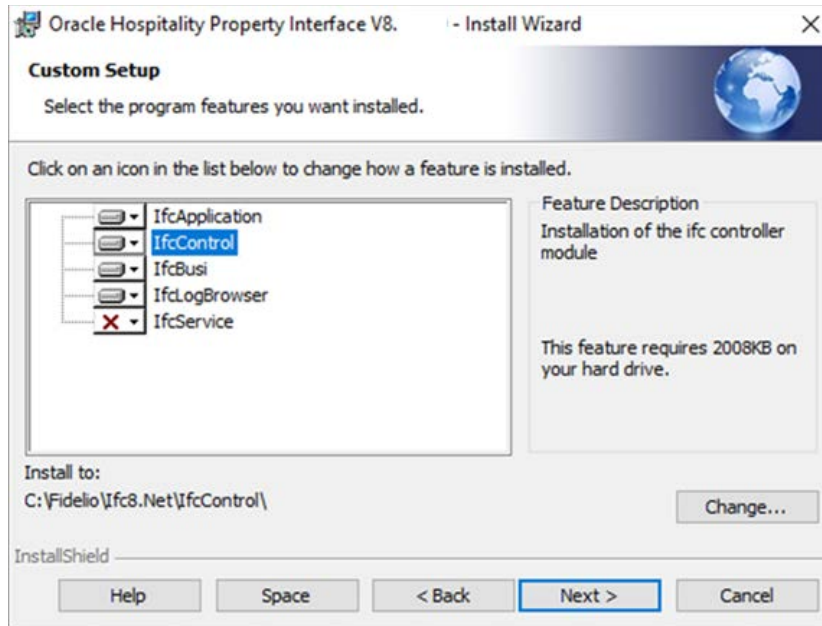 Oracle Hospitality Property Interface V8. - Install Wizard
Custom Setup
Select the program features you want installed.
Click on an icon in the list below to change how a feature is installed.
IfcApplication
IfcControl
IfcBusi
IfcLogBrowser
IfcService
Feature Description
Installation of the ifc controller
module
This feature requires 2008KB on
your hard drive.
Install to:
C:\Fidelio\Ifc8.Net\IfcControl\
Change...
InstallShield
Help
Space
< Back
Next >
Cancel